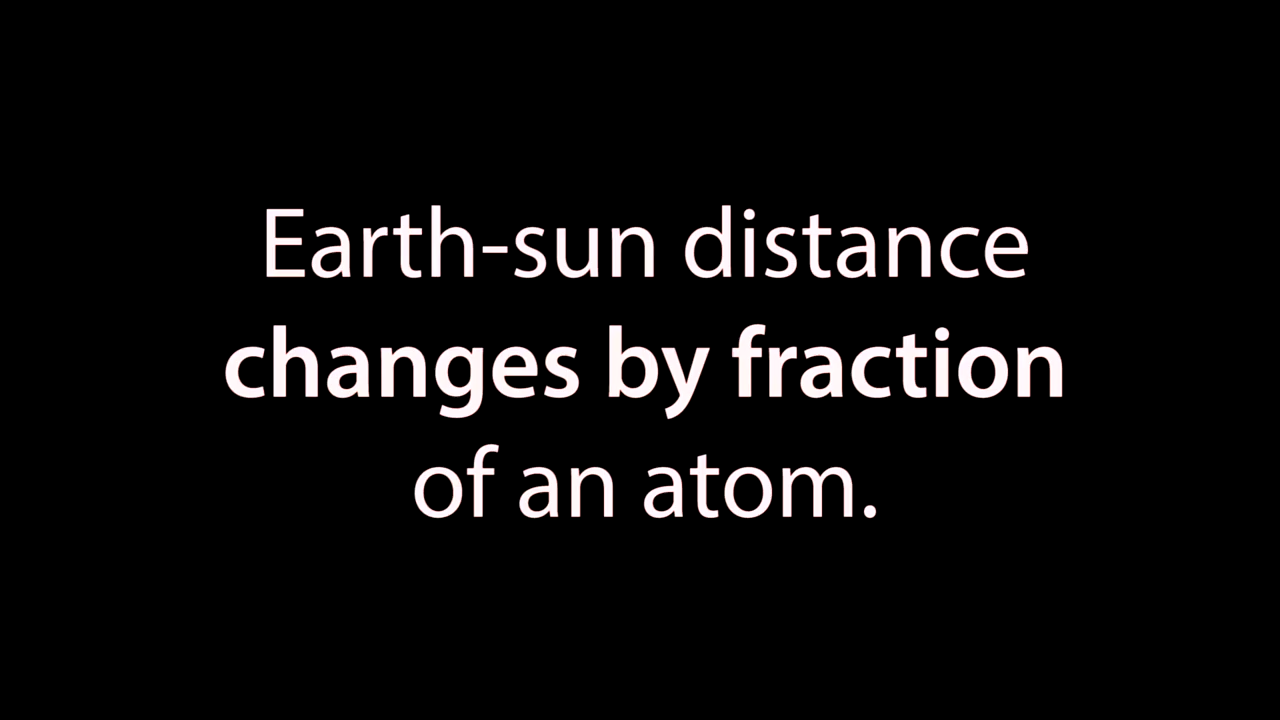 Earth-sun distance
changes by fraction
of an atom.